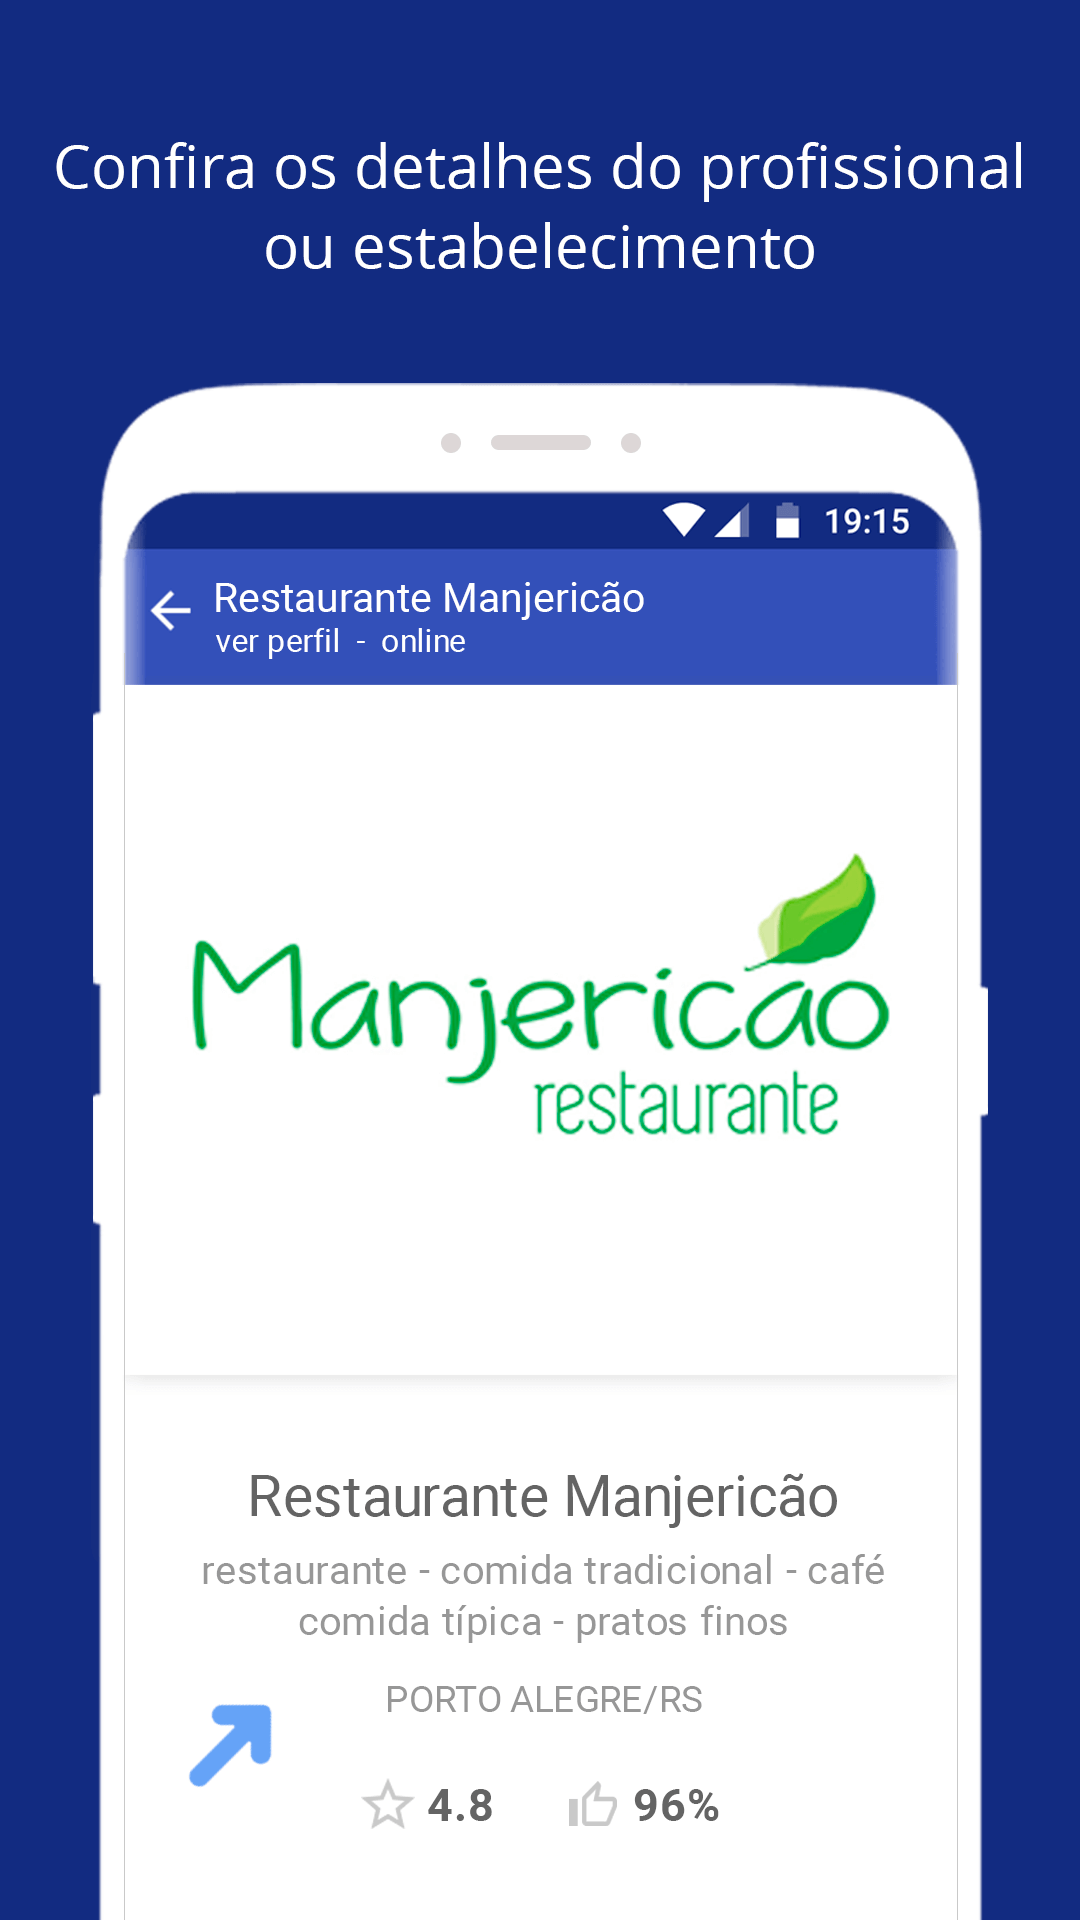 Confira os detalhes do profissional
ou estabelecimento
19:15
Restaurante Manjericão
ver perfil - online
Manjericao
restaurante
Restaurante Manjericão
restaurante - comida tradicional - café
comida típica - pratos finos
PORTO ALEGRE/RS
4.8 96%